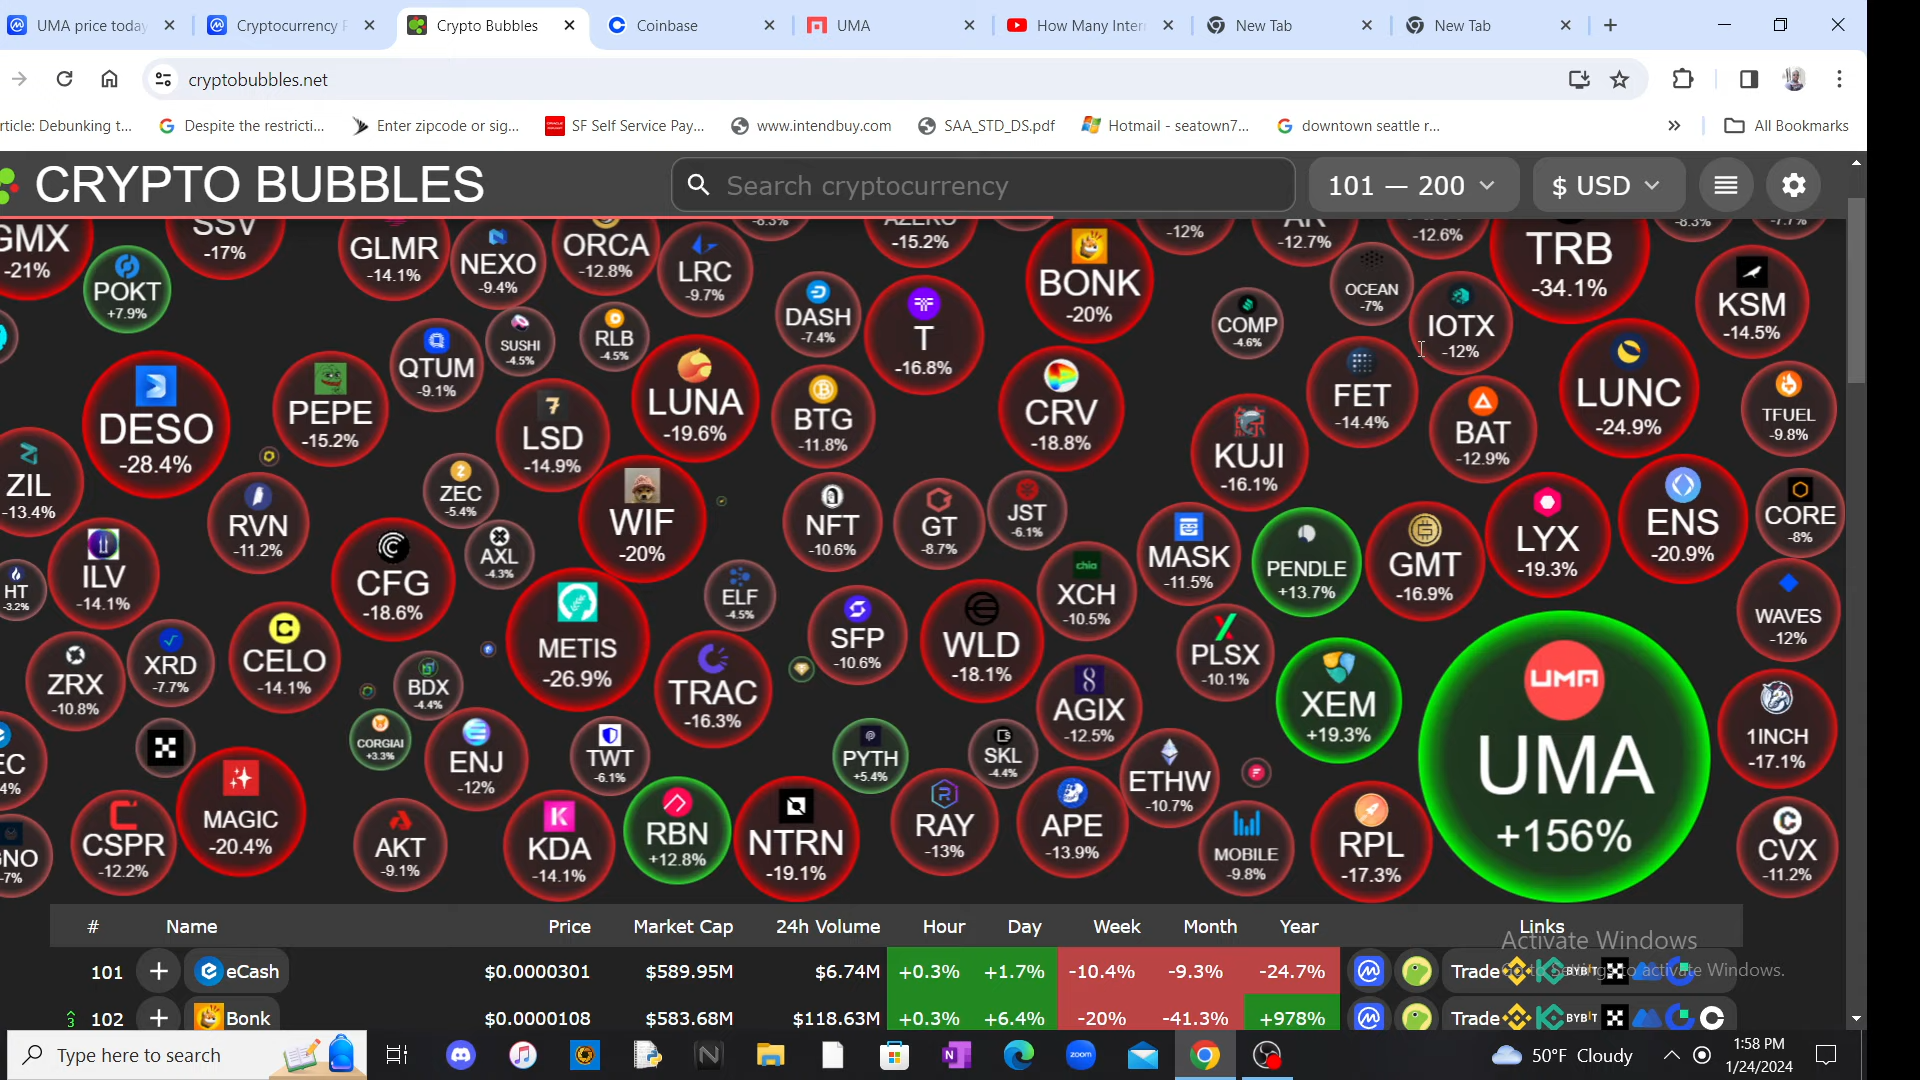 UMA price today
Cryptocurrency
Crypto Bubbles
Coinbase
UMA
How Many Inter
New Tab
New Tab
cryptobubbles.net
rticle: Debunking t...
Despite the restricti...
Enter zipcode or sig...
SF Self Service Pay...
www.intendbuy.com
SAA_STD_DS.pdf
Hotmail - seatown7...
downtown seattle r...
»
All Bookmarks
CRYPTO BUBBLES
Search cryptocurrency
101 — 200
$ USD
GMX
-21%
POKT
+7.9%
SSV
-17%
GLMR
-14.1%
NEXO
-9.4%
ORCA
-12.8%
LRC
-9.7%
-8.3%
AZERO
-15.2%
BONK
-20%
-12%
AR
-12.7%
-12.6%
TRB
-34.1%
-8.3%
-7.7%
KSM
-14.5%
DASH
-7.4%
T
-16.8%
COMP
-4.6%
OCEAN
-7%
IOTX
-12%
QTUM
-9.1%
SUSHI
-4.5%
RLB
-4.5%
DESO
-28.4%
PEPE
-15.2%
LSD
-14.9%
LUNA
-19.6%
BTG
-11.8%
CRV
-18.8%
KUJI
-16.1%
FET
-14.4%
BAT
-12.9%
LUNC
-24.9%
TFUEL
-9.8%
ZIL
-13.4%
RVN
-11.2%
ZEC
-5.4%
WIF
-20%
NFT
-10.6%
GT
-8.7%
JST
-6.1%
MASK
-11.5%
PENDLE
+13.7%
GMT
-16.9%
LYX
-19.3%
ENS
-20.9%
CORE
-8%
HT
-3.2%
ILV
-14.1%
CFG
-18.6%
AXL
-4.3%
METIS
-26.9%
ELF
-4.5%
SFP
-10.6%
WLD
-18.1%
chia
XCH
-10.5%
PLSX
-10.1%
WAVES
-12%
ZRX
-10.8%
XRD
-7.7%
CELO
-14.1%
BDX
-4.4%
TRAC
-16.3%
AGIX
-12.5%
XEM
+19.3%
UMA
UMA
+156%
1INCH
-17.1%
EC
4%
CORGIAI
+3.3%
ENJ
-12%
TWT
-6.1%
PYTH
+5.4%
SKL
-4.4%
ETHW
-10.7%
GNO
-7%
CSPR
-12.2%
MAGIC
-20.4%
AKT
-9.1%
KDA
-14.1%
RBN
+12.8%
NTRN
-19.1%
RAY
-13%
APE
-13.9%
MOBILE
-9.8%
RPL
-17.3%
CVX
-11.2%
# Name Price Market Cap 24h Volume Hour Day Week Month Year Links
101 + eCash $0.0000301 $589.95M $6.74M +0.3% +1.7% -10.4% -9.3% -24.7% Trade BYBIT
3 102 + Bonk $0.0000108 $583.68M $118.63M +0.3% +6.4% -20% -41.3% +978% Trade BYBIT
Activate Windows
to activate Windows.
Type here to search
zoom
50°F Cloudy
1:58 PM
1/24/2024